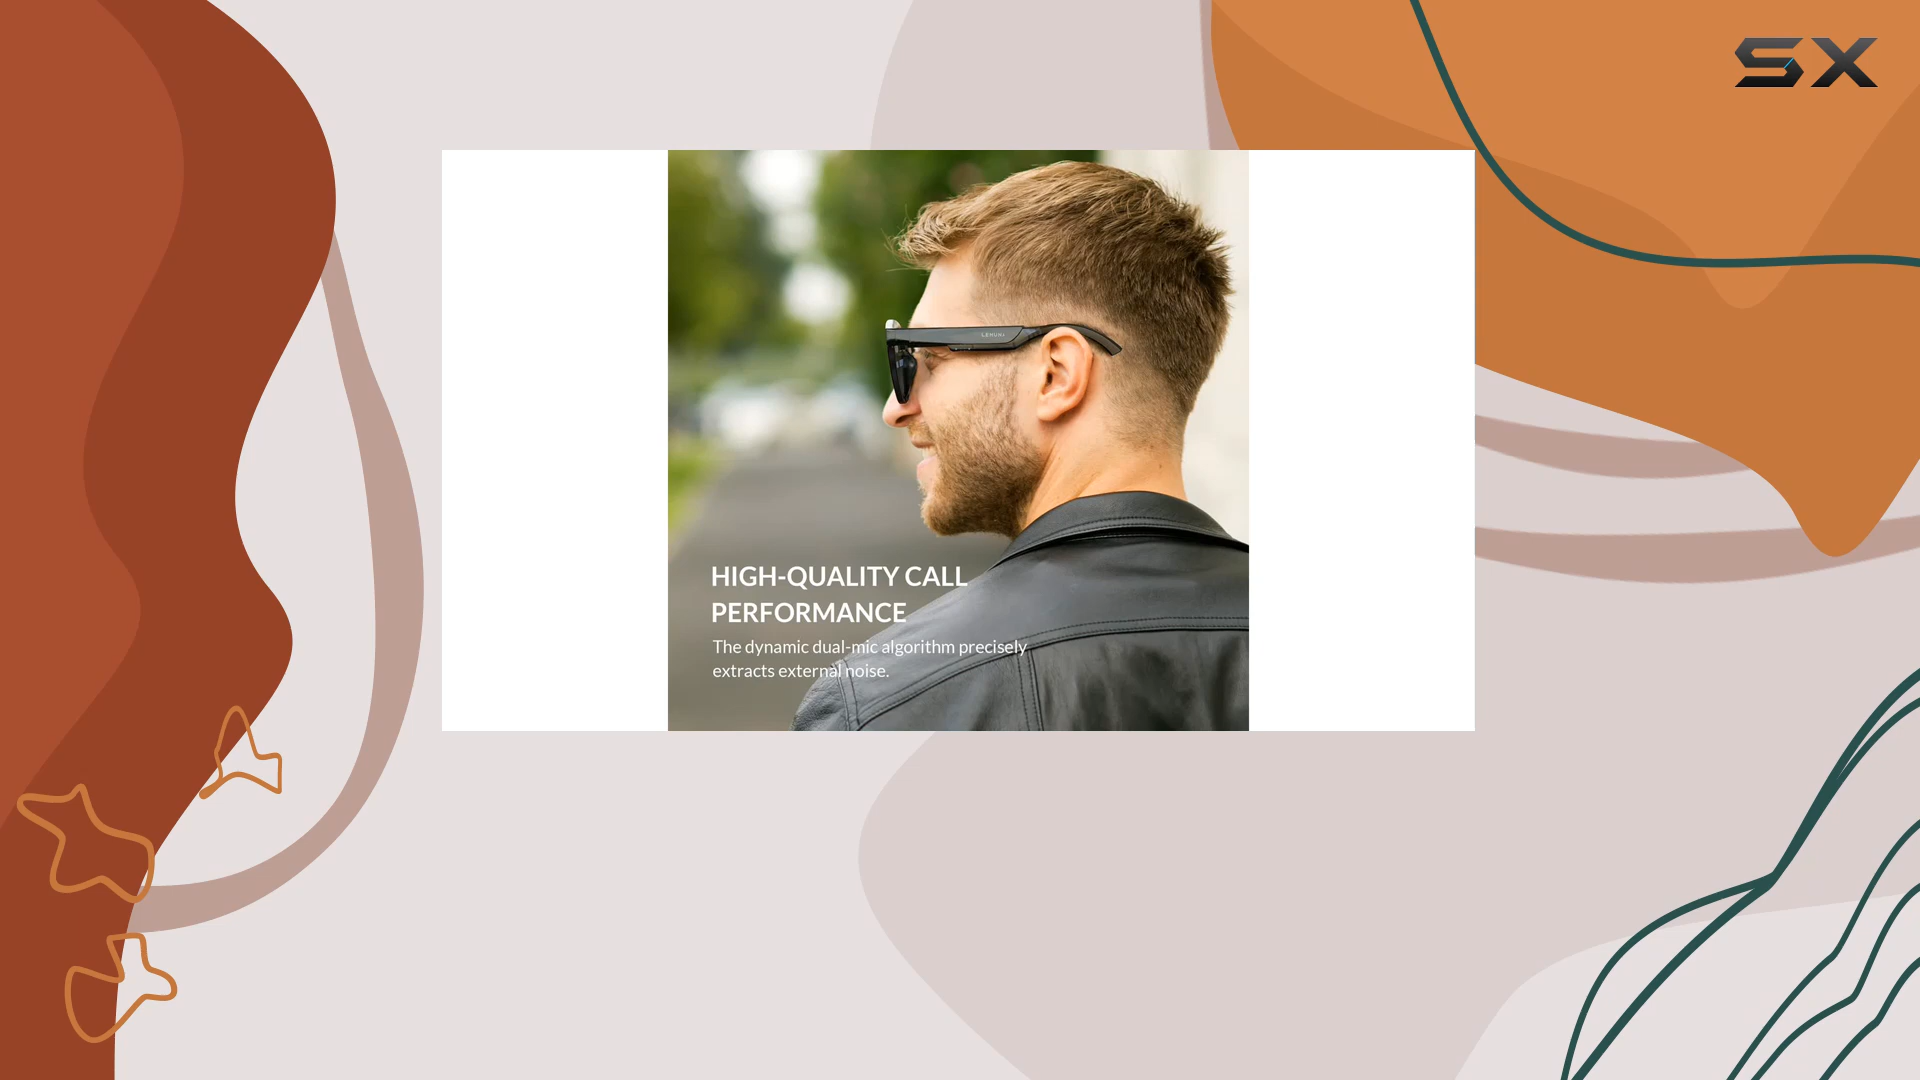 SX
HIGH-QUALITY CALL
PERFORMANCE
The dynamic dual-mic algorithm precisely
extracts external noise.